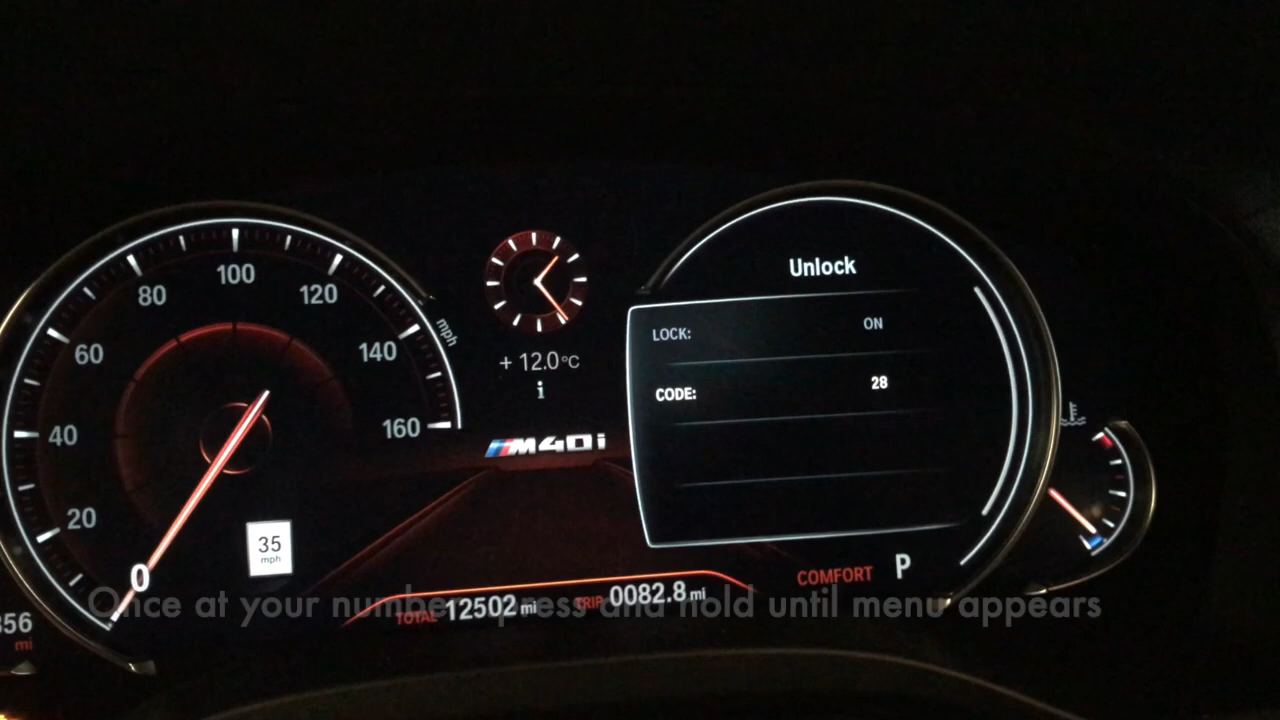 100
80
120
60
140
mph
40
160
20
0
35
mph
+ 12.0°C
i
M40i
Unlock
LOCK: ON
CODE: 28
COMFORT P
TOTAL 12502 mi TRIP 0082.8 mi
356
mi
Once at your number press and hold until menu appears